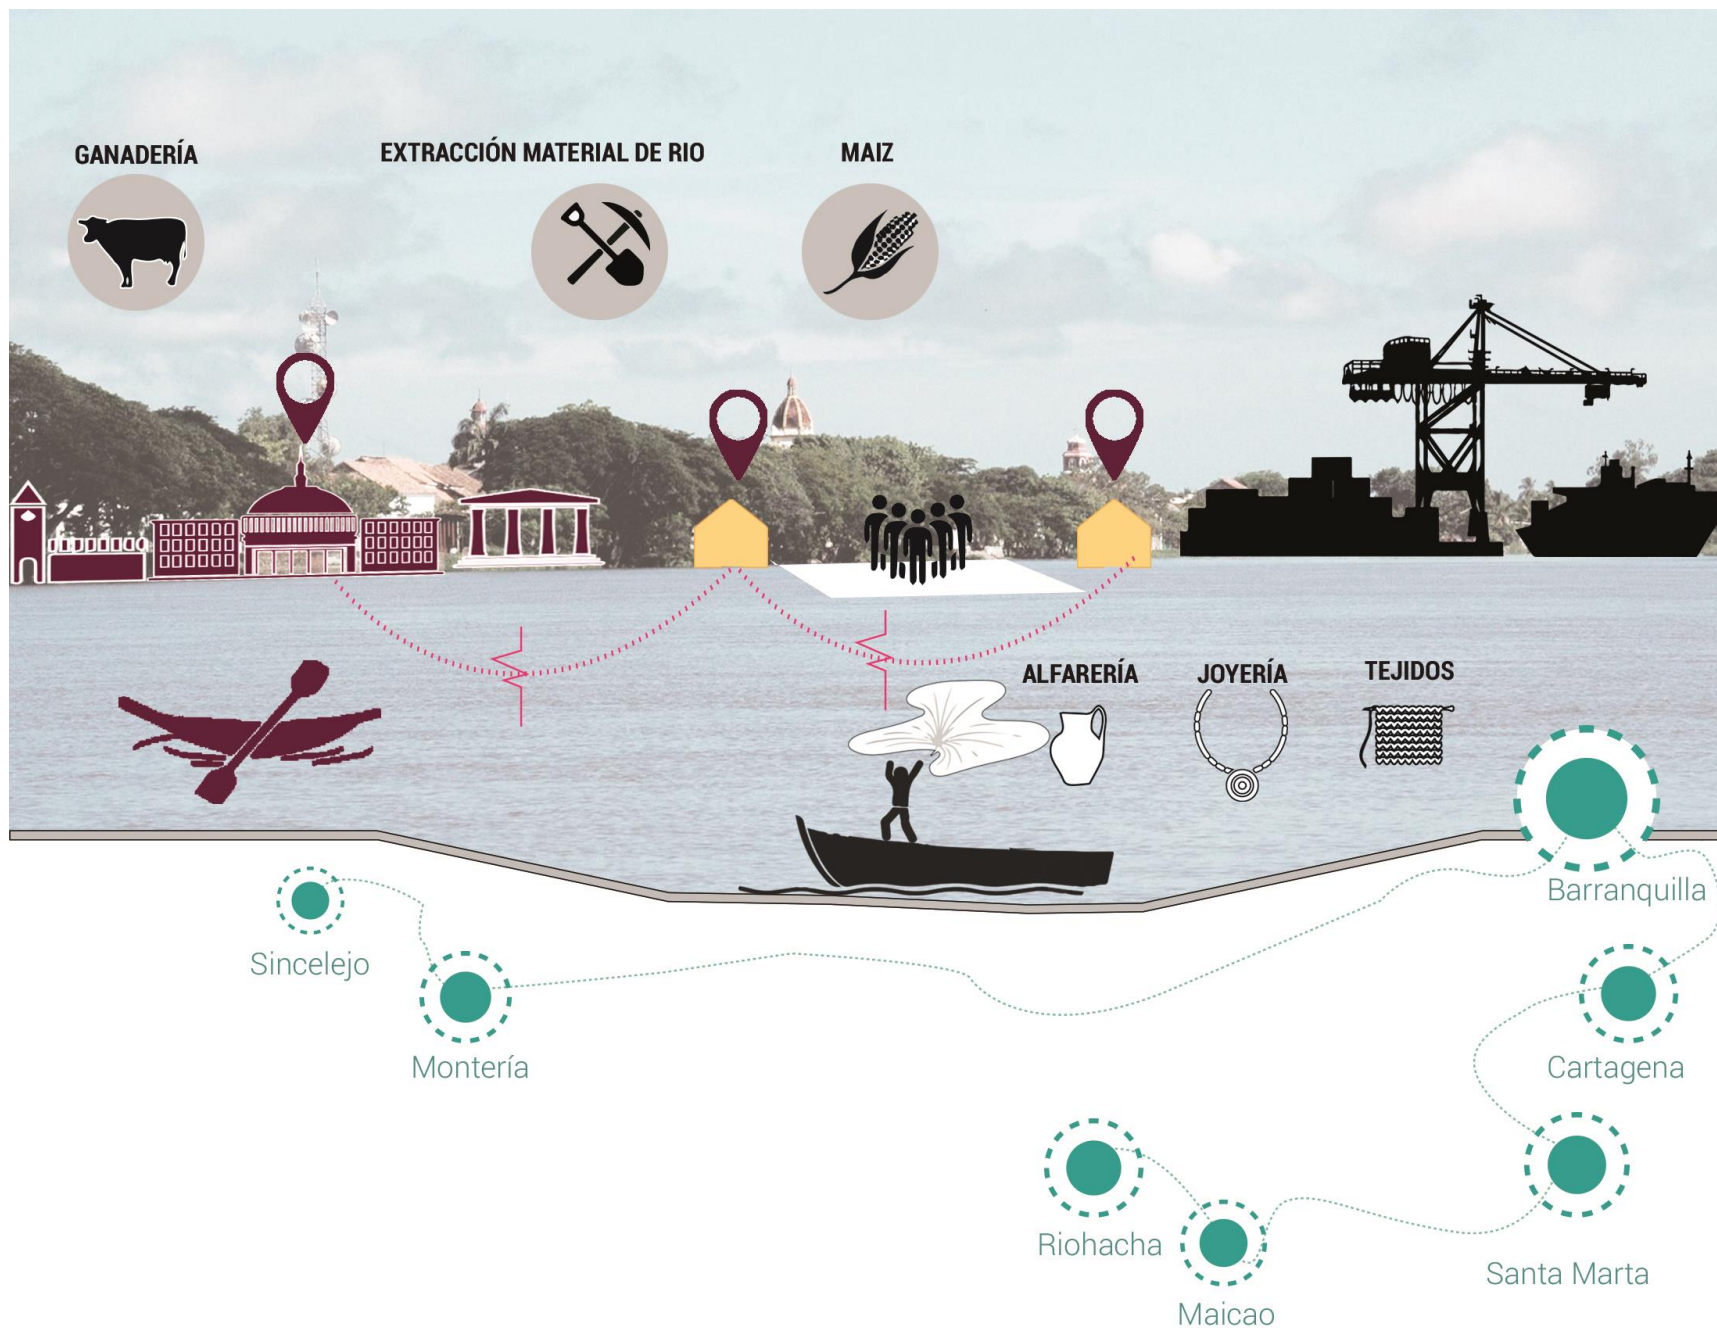 GANADERÍA
EXTRACCIÓN MATERIAL DE RIO
MAIZ
ALFARERÍA
JOYERÍA
TEJIDOS
Barranquilla
Sincelejo
Montería
Cartagena
Riohacha
Santa Marta
Maicao